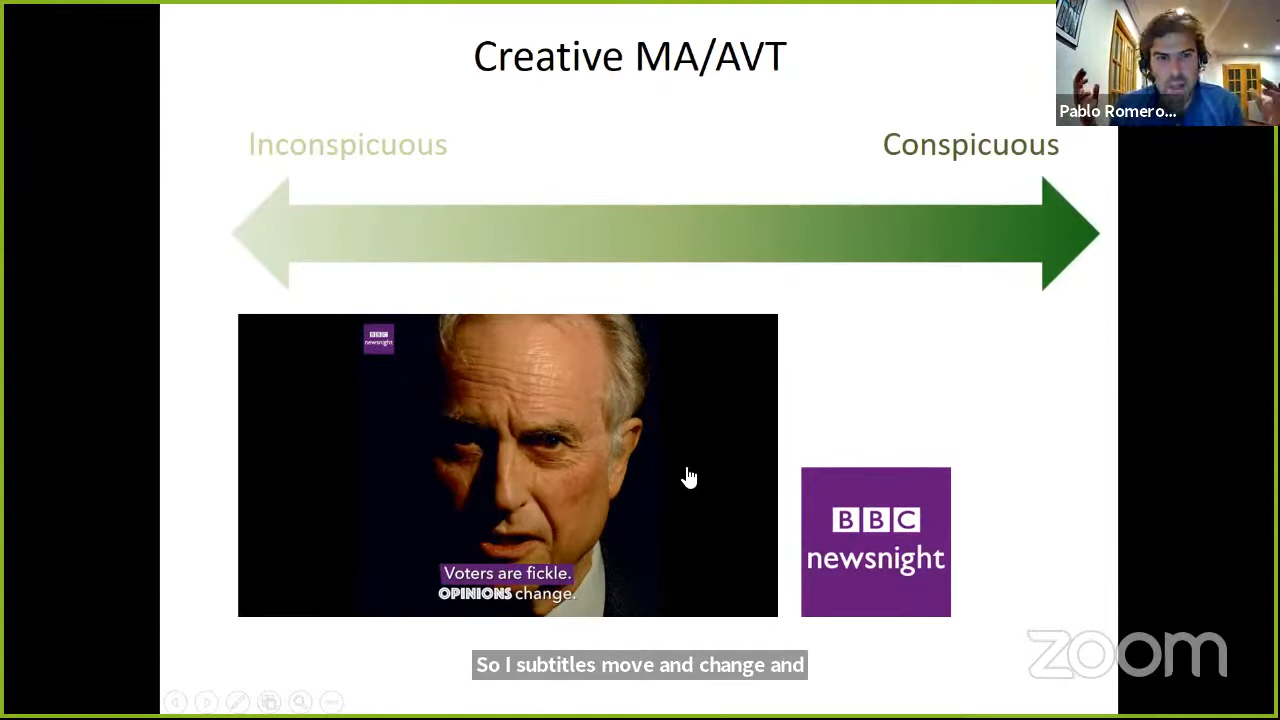 Creative MA/AVT
Pablo Romero...
Inconspicuous
Conspicuous
BBC
newsnight
Voters are fickle.
OPINIONS change.
BBC
newsnight
So I subtitles move and change and
zoom